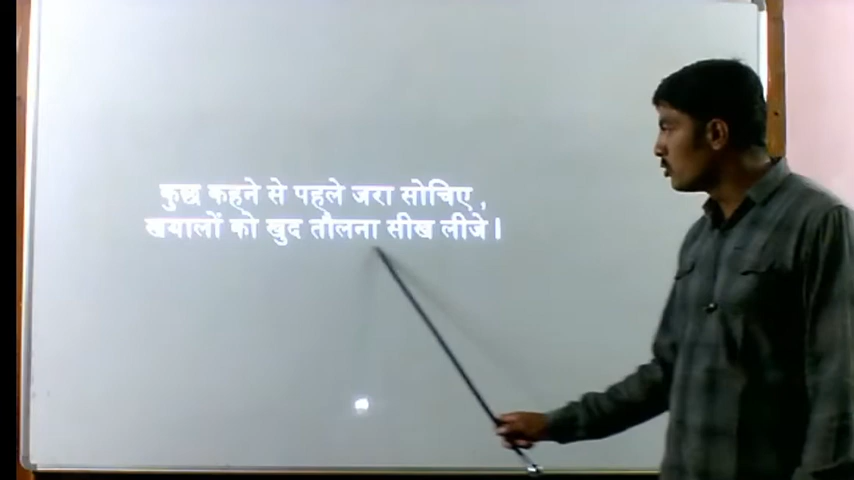 कुछ कहने से पहले जरा सोचिए ,
खयालों को खुद तौलना सीख लीजे ।